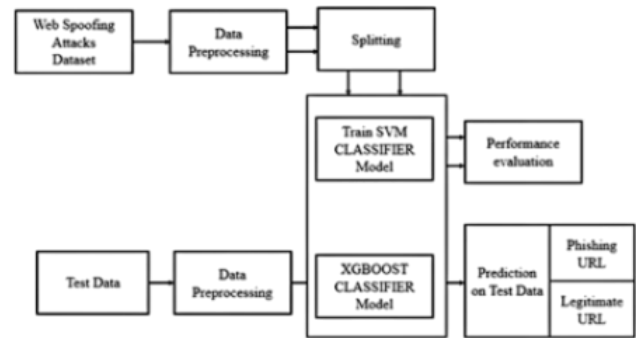 Web Spoofing
Attacks
Dataset
Data
Preprocessing
Splitting
Train SVM
CLASSIFIER
Model
Performance
evaluation
Test Data
Data
Preprocessing
XGBOOST
CLASSIFIER
Model
Prediction
on Test Data
Phishing
URL
Legitimate
URL